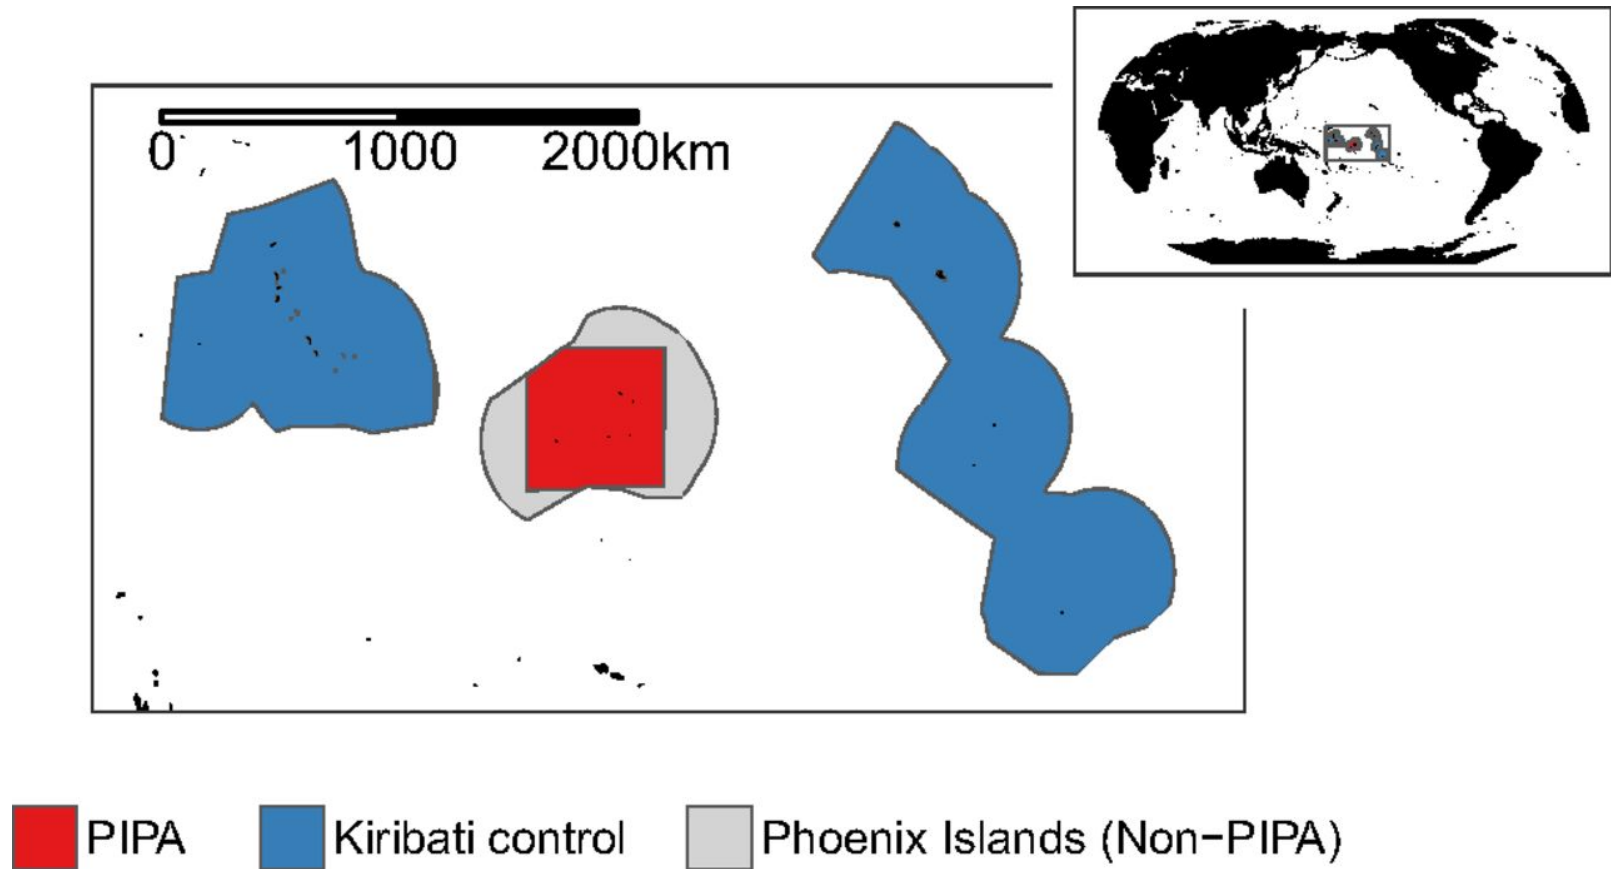 0 1000 2000km
PIPA Kiribati control Phoenix Islands (Non−PIPA)